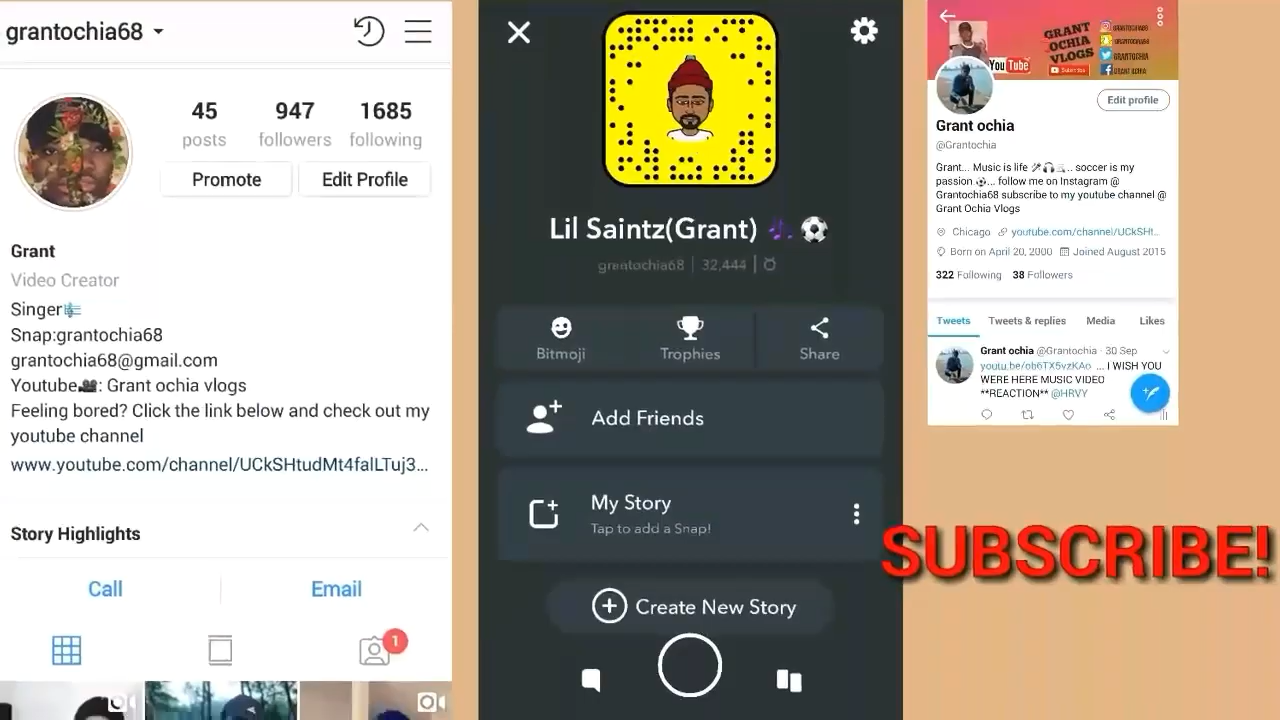 grantochia68
45 947 1685
posts followers following
Promote Edit Profile
Grant
Video Creator
Singer
Snap:grantochia68
grantochia68@gmail.com
Youtube🎥: Grant ochia vlogs
Feeling bored? Click the link below and check out my
youtube channel
www.youtube.com/channel/UCkSHtudMt4falLTuj3...
Story Highlights
Call Email
1
Lil Saintz(Grant) 🎶 ⚽
32,444
Bitmoji Trophies Share
Add Friends
My Story
Tap to add a Snap!
Create New Story
GRANT
OCHIA
VLOGS
YouTube
Subscribe
GRANTOCHIA
GRANT OCHIA
Edit profile
Grant ochia
@Grantochia
Grant... Music is life 🎤🎧 .. soccer is my
passion ⚽... follow me on Instagram @
Grantochia68 subscribe to my youtube channel @
Grant Ochia Vlogs
Chicago youtube.com/channel/UCkSH!...
Born on April 20, 2000 Joined August 2015
322 Following 38 Followers
Tweets Tweets & replies Media Likes
Grant ochia @Grantochia · 30 Sep
youtu.be/ob6TX5vzKAo ... I WISH YOU
WERE HERE MUSIC VIDEO
**REACTION** @HRVY
SUBSCRIBE!